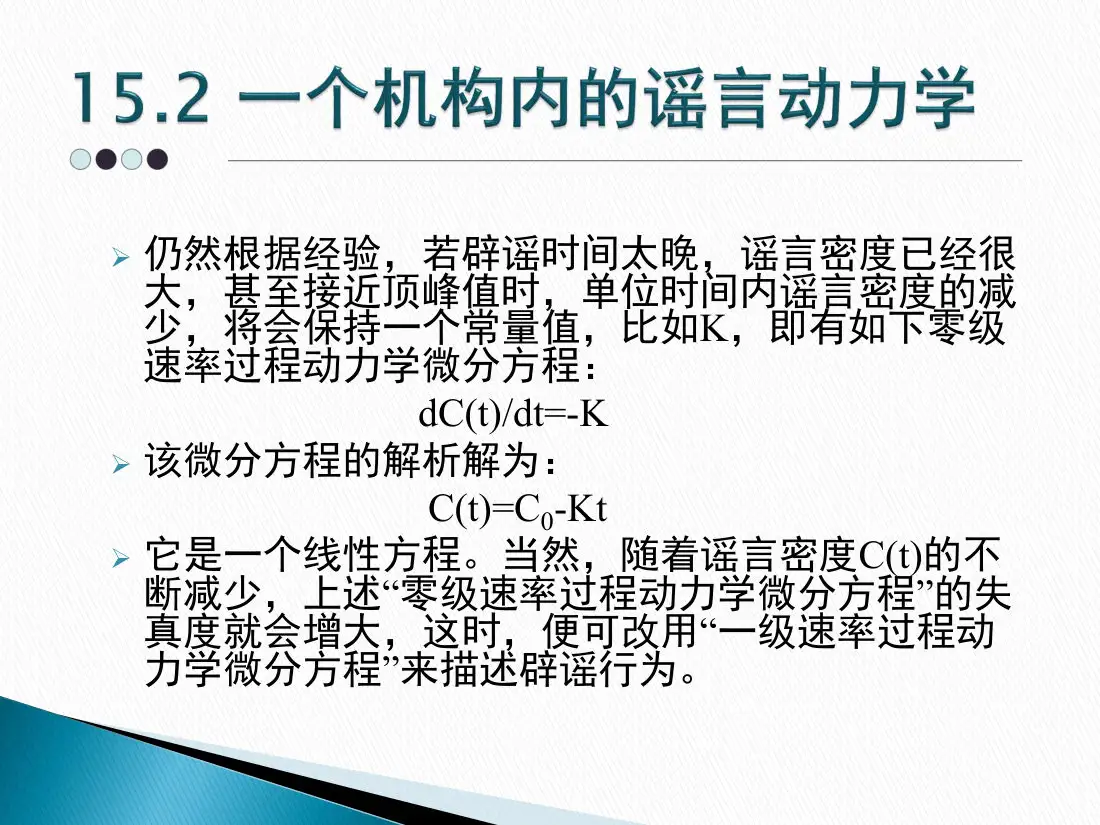 15.2 一个机构内的谣言动力学
仍然根据经验，若辟谣时间太晚，谣言密度已经很
大，甚至接近顶峰值时，单位时间内谣言密度的减
少，将会保持一个常量值，比如K，即有如下零级
速率过程动力学微分方程：
dC(t)/dt=-K
该微分方程的解析解为：
C(t)=C₀-Kt
它是一个线性方程。当然，随着谣言密度C(t)的不
断减少，上述“零级速率过程动力学微分方程”的失
真度就会增大，这时，便可改用“一级速率过程动
力学微分方程”来描述辟谣行为。